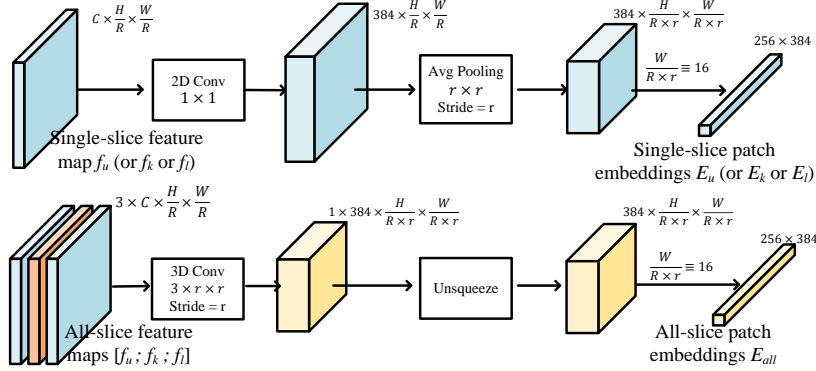 C × H/R × W/R
2D Conv
1 × 1
384 × H/R × W/R
Avg Pooling
r × r
Stride = r
384 × H/(R × r) × W/(R × r)
W/(R × r) ≡ 16
256 × 384
Single-slice feature
map f_u (or f_k or f_l)
Single-slice patch
embeddings E_u (or E_k or E_l)
3 × C × H/R × W/R
3D Conv
3 × r × r
Stride = r
1 × 384 × H/(R × r) × W/(R × r)
Unsqueeze
384 × H/(R × r) × W/(R × r)
W/(R × r) ≡ 16
256 × 384
All-slice feature
maps [f_u ; f_k ; f_l]
All-slice patch
embeddings E_all